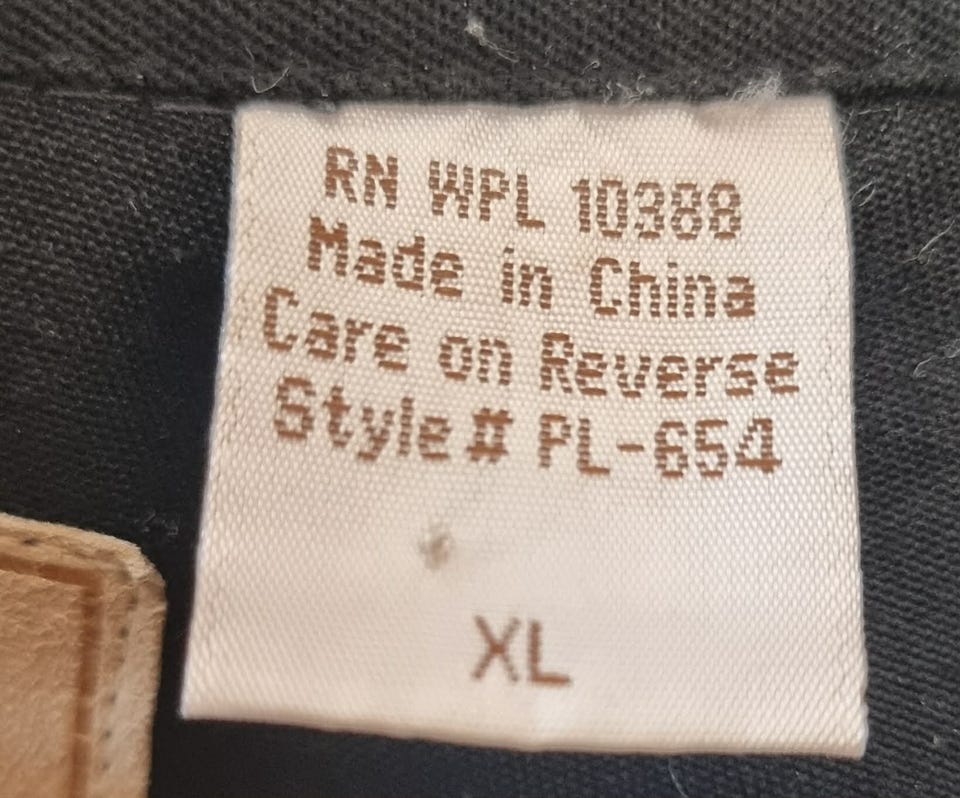 RN WPL 10388
Made in China
Care on Reverse
Style# PL-654
XL